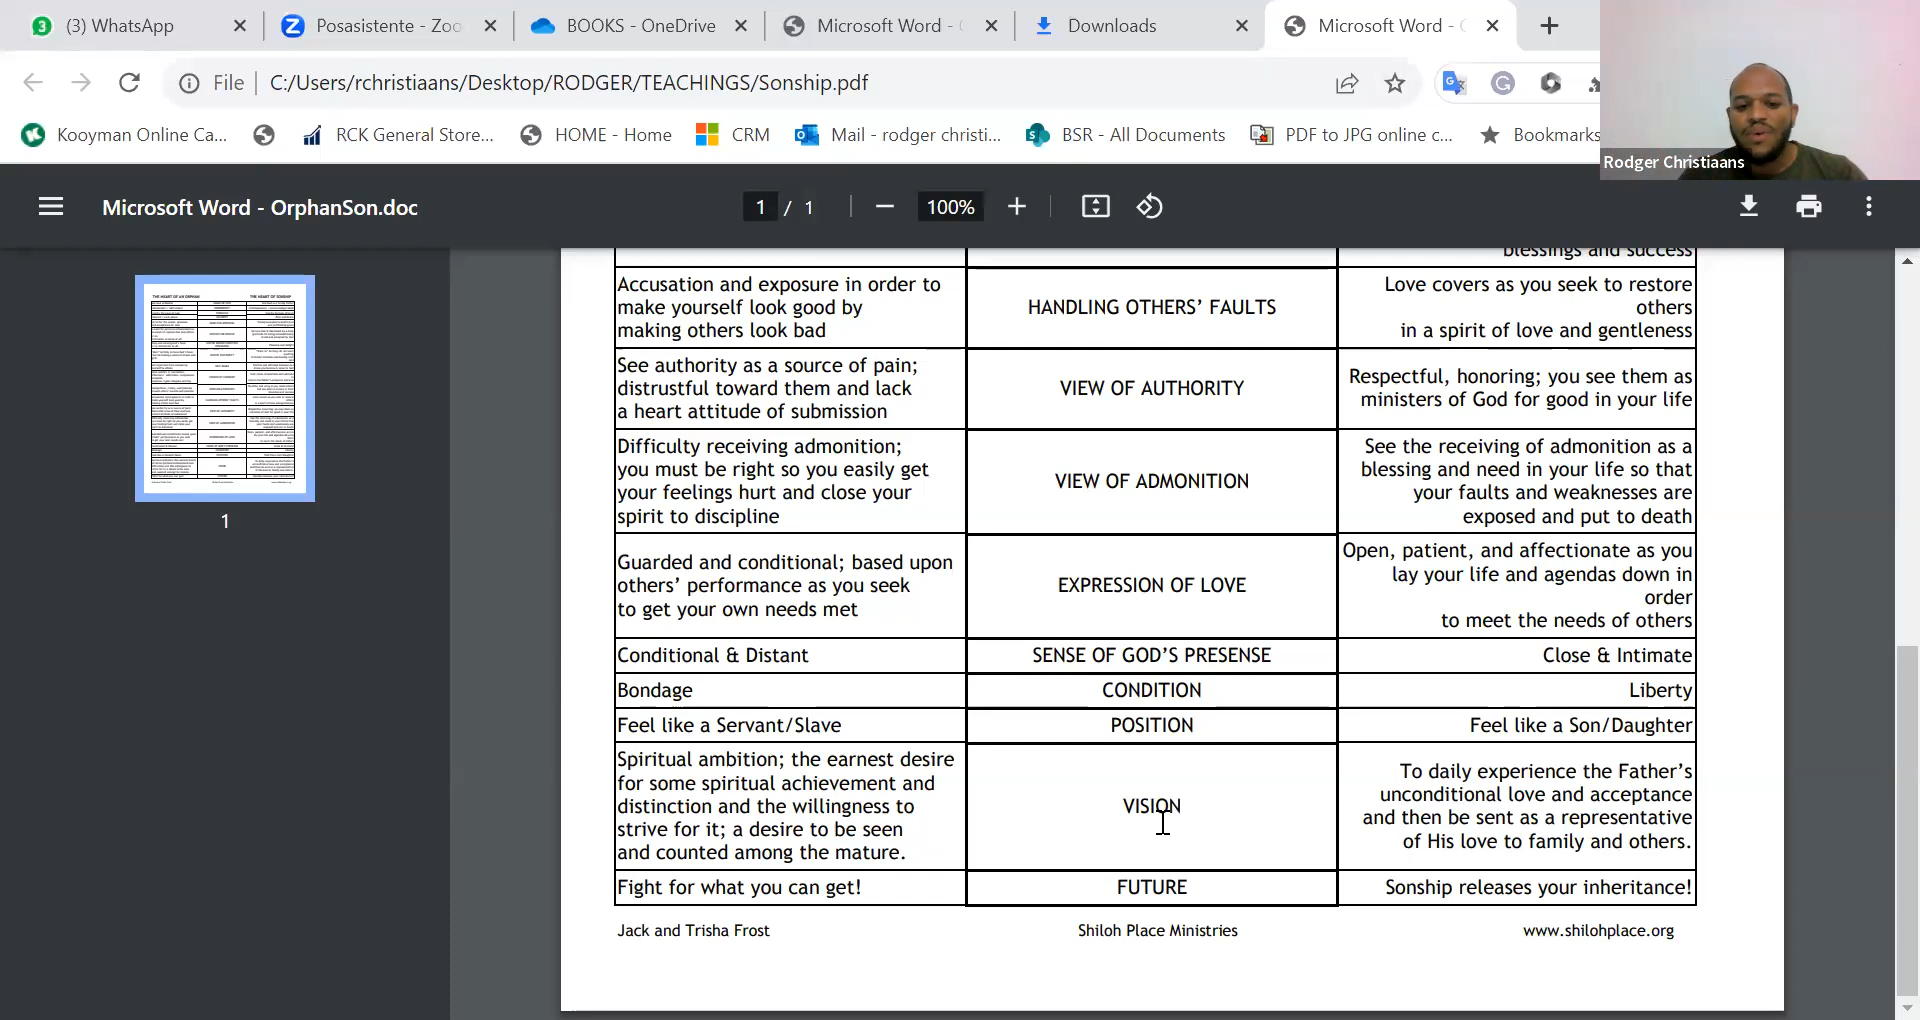 (3) WhatsApp
Posasistente - Zoo
BOOKS - OneDrive
Microsoft Word -
Downloads
Microsoft Word -
File
C:/Users/rchristiaans/Desktop/RODGER/TEACHINGS/Sonship.pdf
Kooyman Online Ca...
RCK General Store...
HOME - Home
CRM
Mail - rodger christi...
BSR - All Documents
PDF to JPG online c...
Bookmarks
Rodger Christiaans
Microsoft Word - OrphanSon.doc
1 / 1
100%
1
blessings and success
Accusation and exposure in order to
make yourself look good by
making others look bad
HANDLING OTHERS’ FAULTS
Love covers as you seek to restore
others
in a spirit of love and gentleness
See authority as a source of pain;
distrustful toward them and lack
a heart attitude of submission
VIEW OF AUTHORITY
Respectful, honoring; you see them as
ministers of God for good in your life
Difficulty receiving admonition;
you must be right so you easily get
your feelings hurt and close your
spirit to discipline
VIEW OF ADMONITION
See the receiving of admonition as a
blessing and need in your life so that
your faults and weaknesses are
exposed and put to death
Guarded and conditional; based upon
others’ performance as you seek
to get your own needs met
EXPRESSION OF LOVE
Open, patient, and affectionate as you
lay your life and agendas down in
order
to meet the needs of others
Conditional & Distant
SENSE OF GOD’S PRESENSE
Close & Intimate
Bondage
CONDITION
Liberty
Feel like a Servant/Slave
POSITION
Feel like a Son/Daughter
Spiritual ambition; the earnest desire
for some spiritual achievement and
distinction and the willingness to
strive for it; a desire to be seen
and counted among the mature.
VISION
To daily experience the Father’s
unconditional love and acceptance
and then be sent as a representative
of His love to family and others.
Fight for what you can get!
FUTURE
Sonship releases your inheritance!
Jack and Trisha Frost
Shiloh Place Ministries
www.shilohplace.org